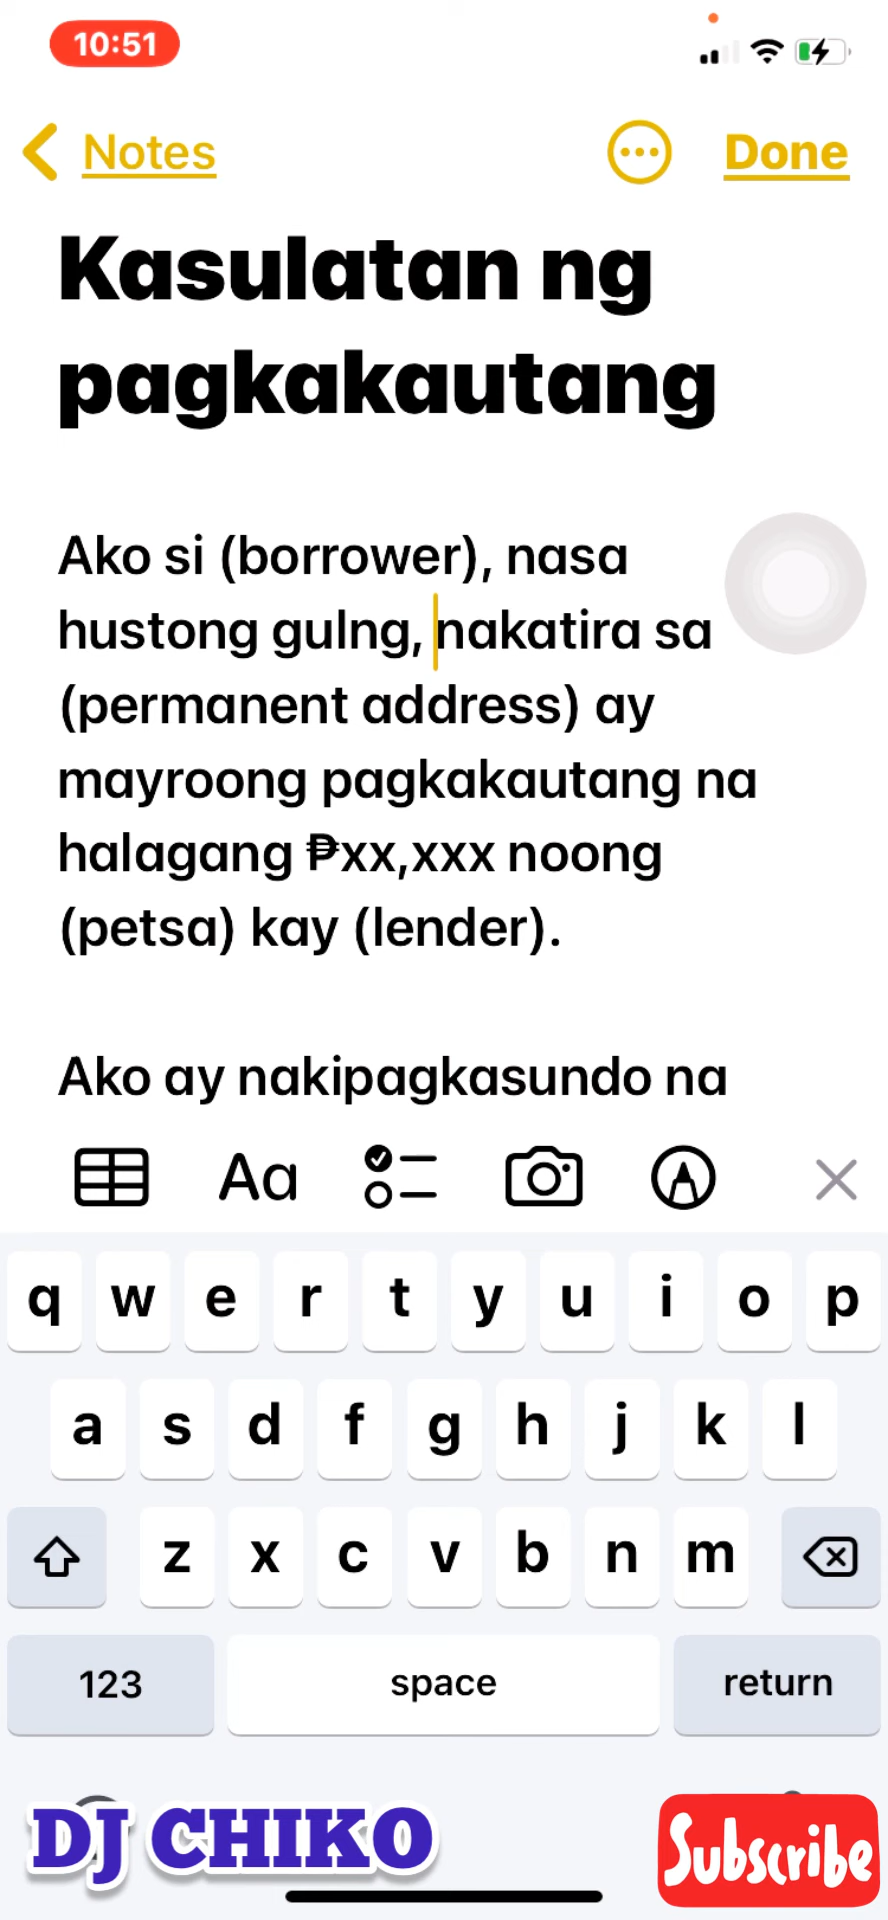 10:51
Notes
Done
Kasulatan ng
pagkakautang
Ako si (borrower), nasa
hustong gulng, nakatira sa
(permanent address) ay
mayroong pagkakautang na
halagang ₱xx,xxx noong
(petsa) kay (lender).
Ako ay nakipagkasundo na
Aa
q w e r t y u i o p
a s d f g h j k l
z x c v b n m
123 space return
DJ CHIKO
Subscribe